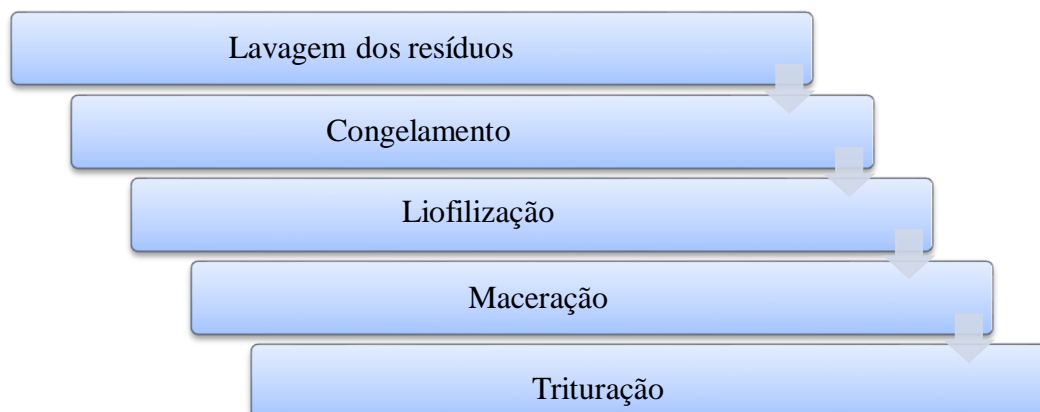 Lavagem dos resíduos
Congelamento
Liofilização
Maceração
Trituração